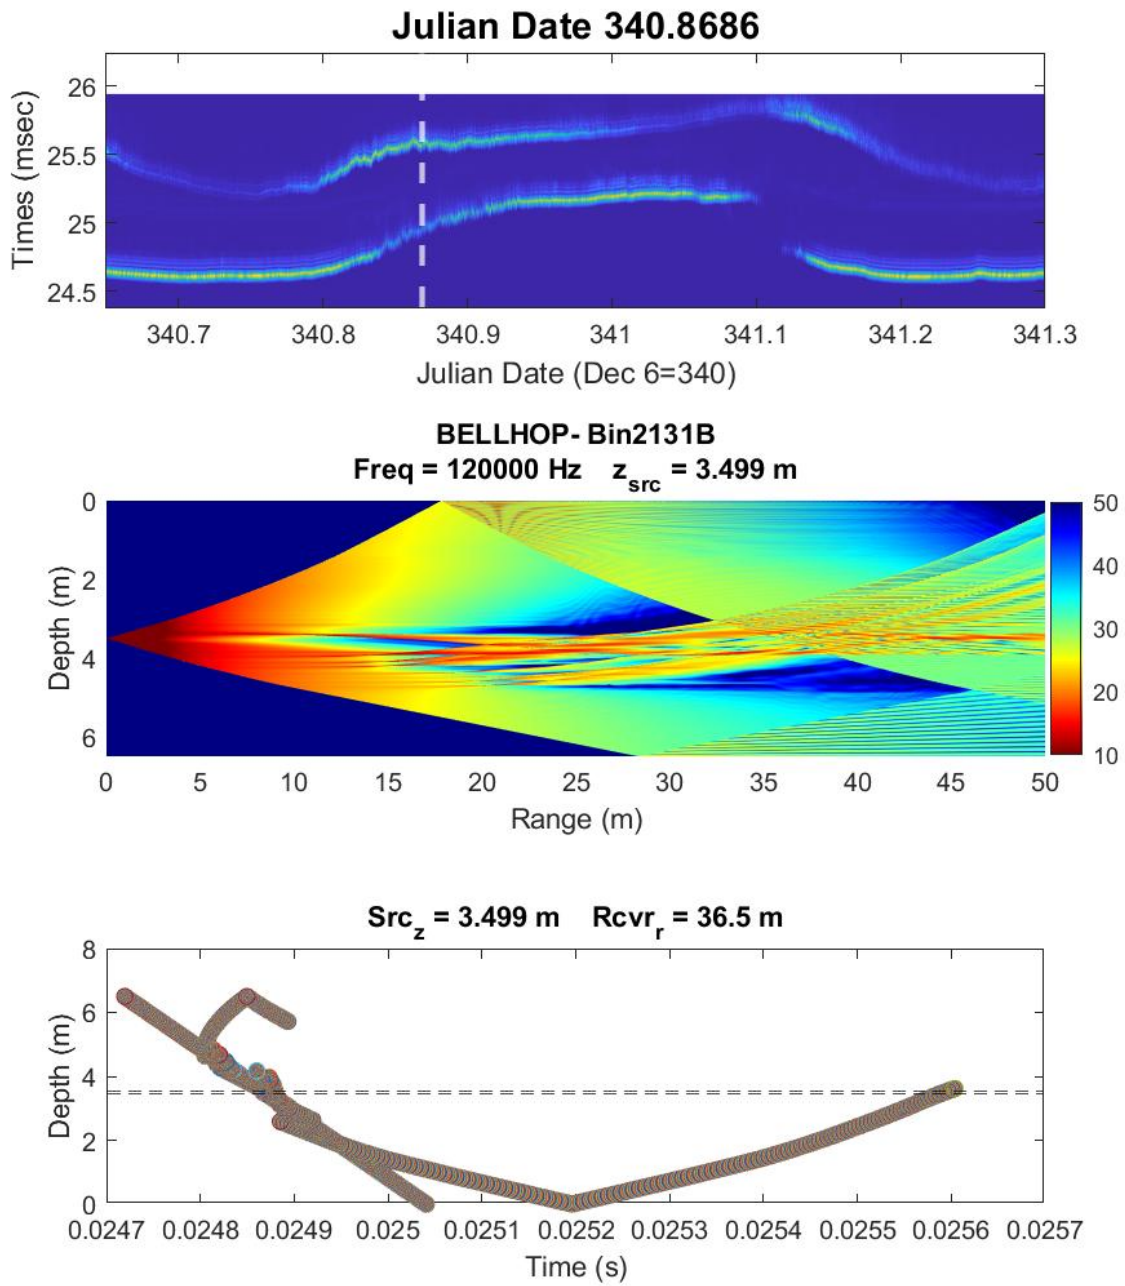 Julian Date 340.8686
Times (msec)
26
25.5
25
24.5
340.7 340.8 340.9 341 341.1 341.2 341.3
Julian Date (Dec 6=340)
BELLHOP- Bin2131B
Freq = 120000 Hz z_src = 3.499 m
Depth (m)
0
2
4
6
0 5 10 15 20 25 30 35 40 45 50
50
40
30
20
10
Range (m)
Src_z = 3.499 m Rcvr_r = 36.5 m
Depth (m)
8
6
4
2
0
0.0247 0.0248 0.0249 0.025 0.0251 0.0252 0.0253 0.0254 0.0255 0.0256 0.0257
Time (s)